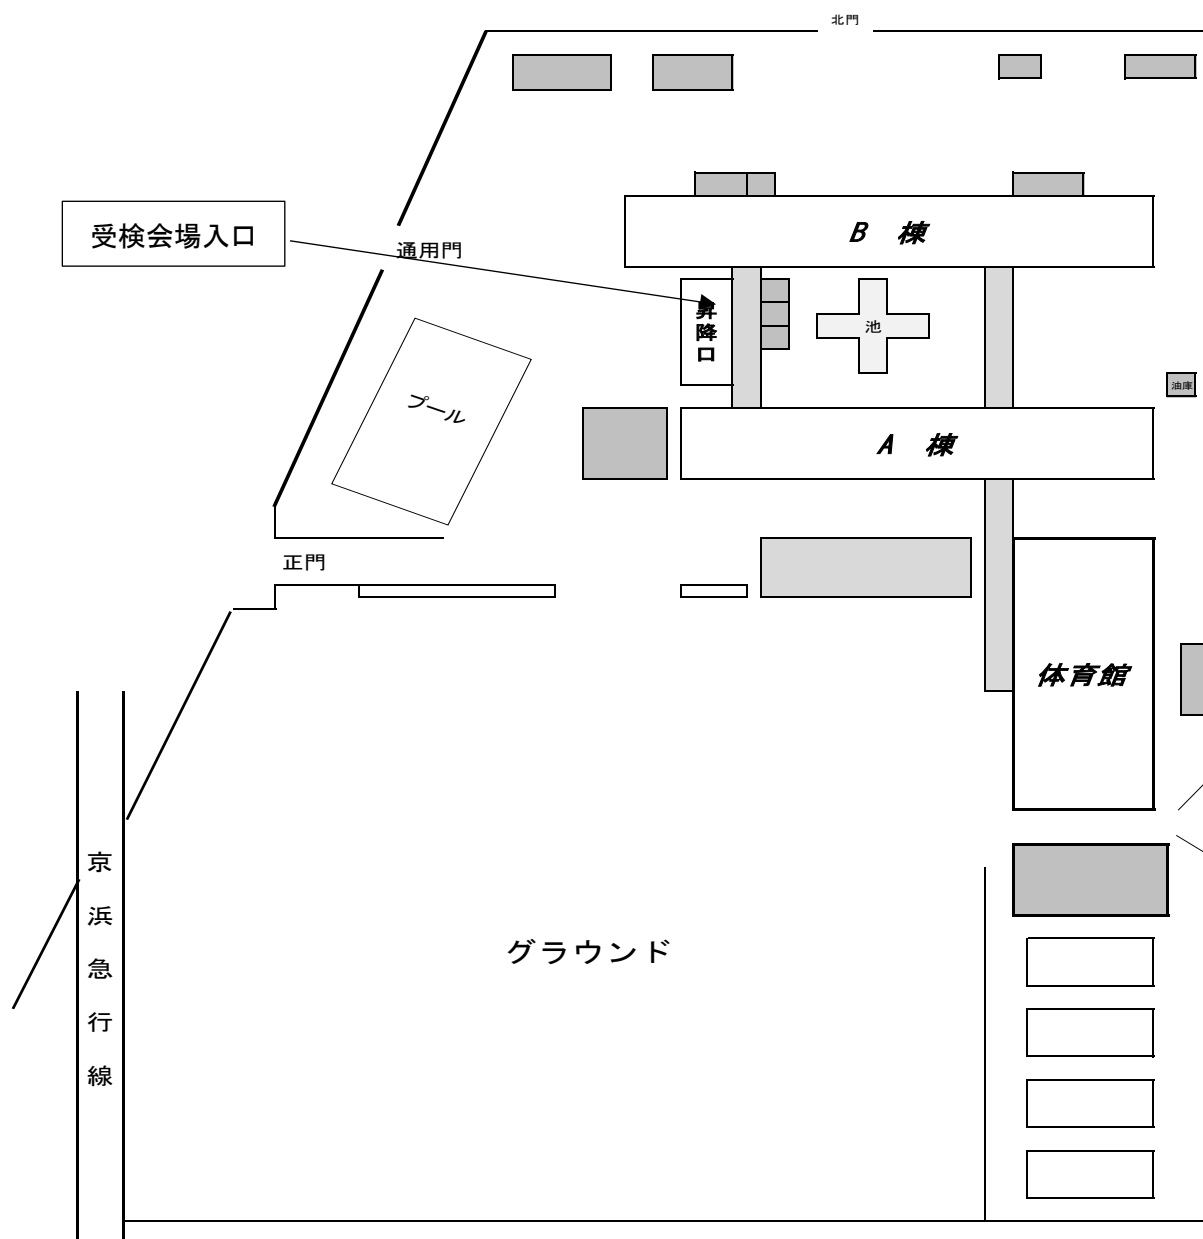 北門
受検会場入口
通用門
B 棟
昇降口
池
油庫
プール
A 棟
正門
体育館
京浜急行線
グラウンド